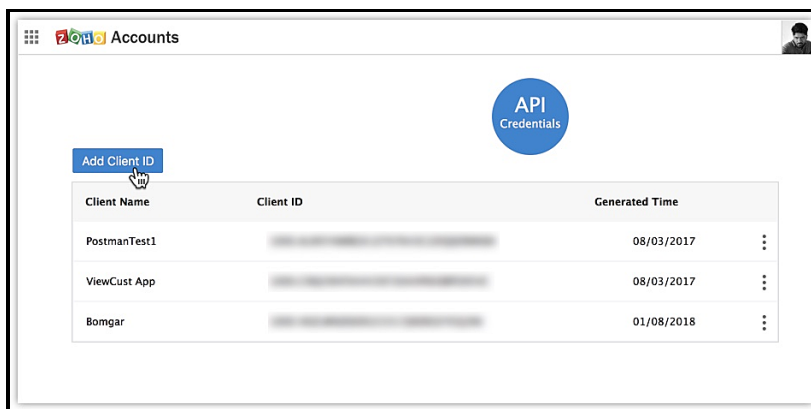 ZOHO Accounts
API
Credentials
Add Client ID
Client Name Client ID Generated Time
PostmanTest1 08/03/2017
ViewCust App 08/03/2017
Bomgar 01/08/2018